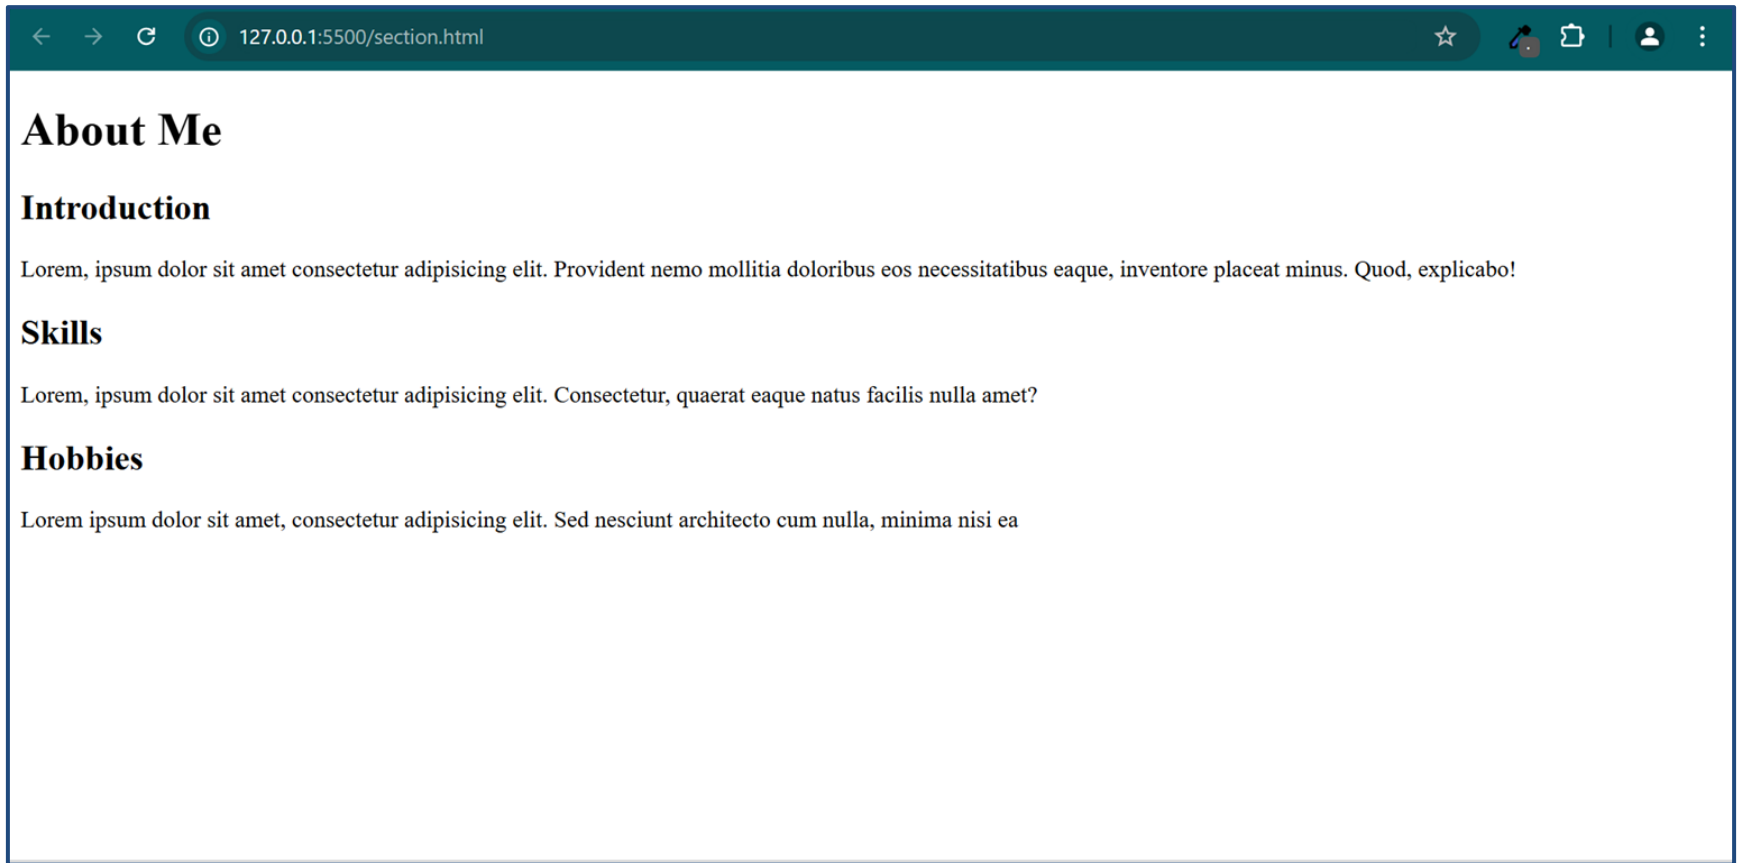 127.0.0.1:5500/section.html
About Me
Introduction
Lorem, ipsum dolor sit amet consectetur adipisicing elit. Provident nemo mollitia doloribus eos necessitatibus eaque, inventore placeat minus. Quod, explicabo!
Skills
Lorem, ipsum dolor sit amet consectetur adipisicing elit. Consectetur, quaerat eaque natus facilis nulla amet?
Hobbies
Lorem ipsum dolor sit amet, consectetur adipisicing elit. Sed nesciunt architecto cum nulla, minima nisi ea